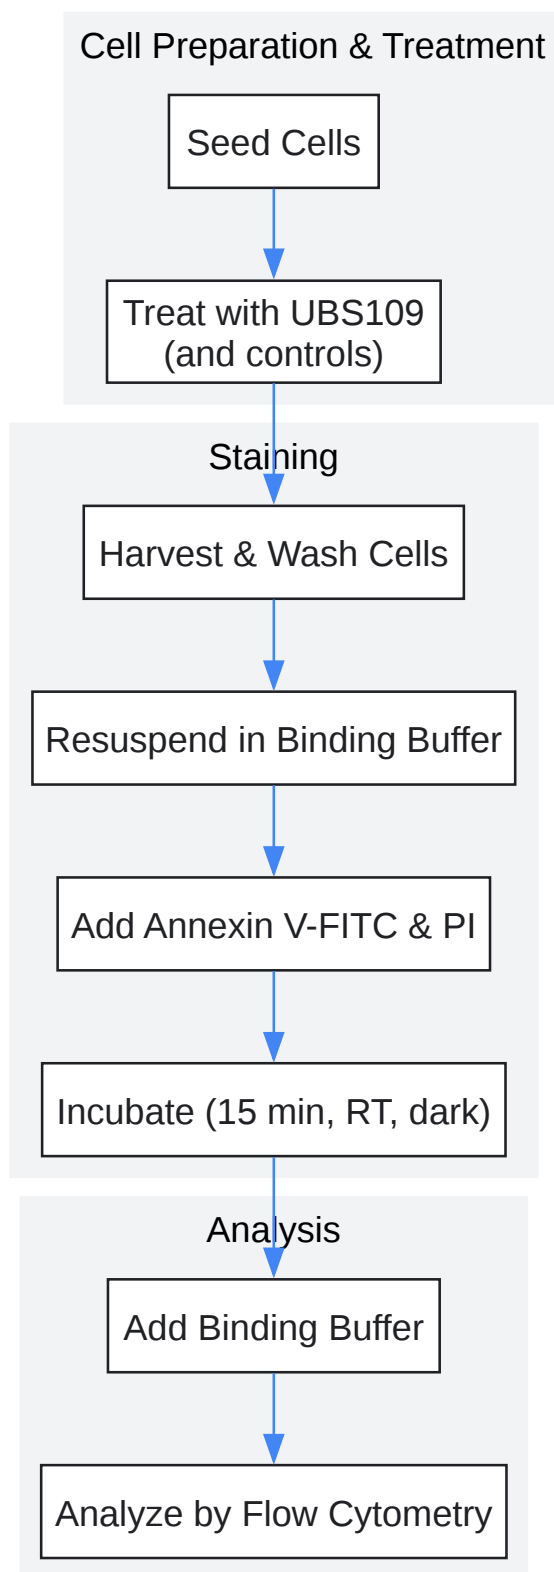 Cell Preparation & Treatment
Seed Cells
Treat with UBS109
(and controls)
Staining
Harvest & Wash Cells
Resuspend in Binding Buffer
Add Annexin V-FITC & PI
Incubate (15 min, RT, dark)
Analysis
Add Binding Buffer
Analyze by Flow Cytometry